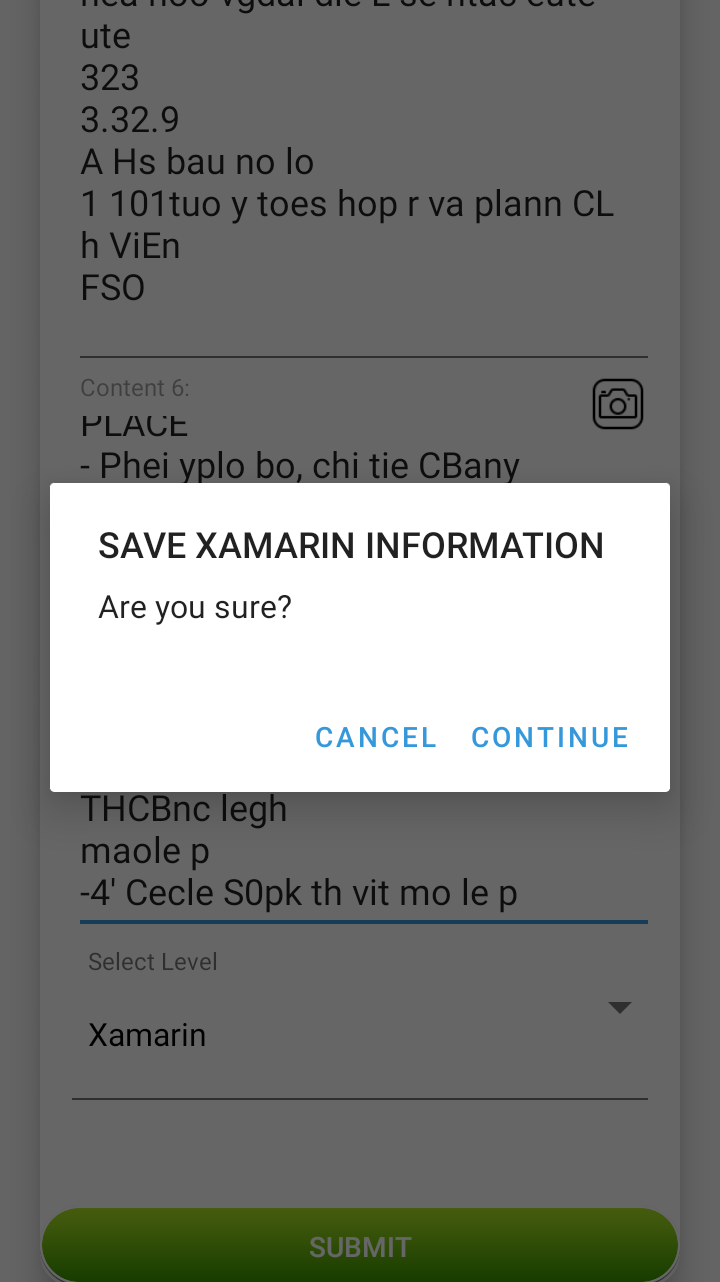 ute
323
3.32.9
A Hs bau no lo
1 101tuo y toes hop r va plann CL
h ViEn
FSO
Content 6:
PLACE
- Phei yplo bo, chi tie CBany
SAVE XAMARIN INFORMATION
Are you sure?
CANCEL CONTINUE
THCBnc legh
maole p
-4' Cecle S0pk th vit mo le p
Select Level
Xamarin
SUBMIT